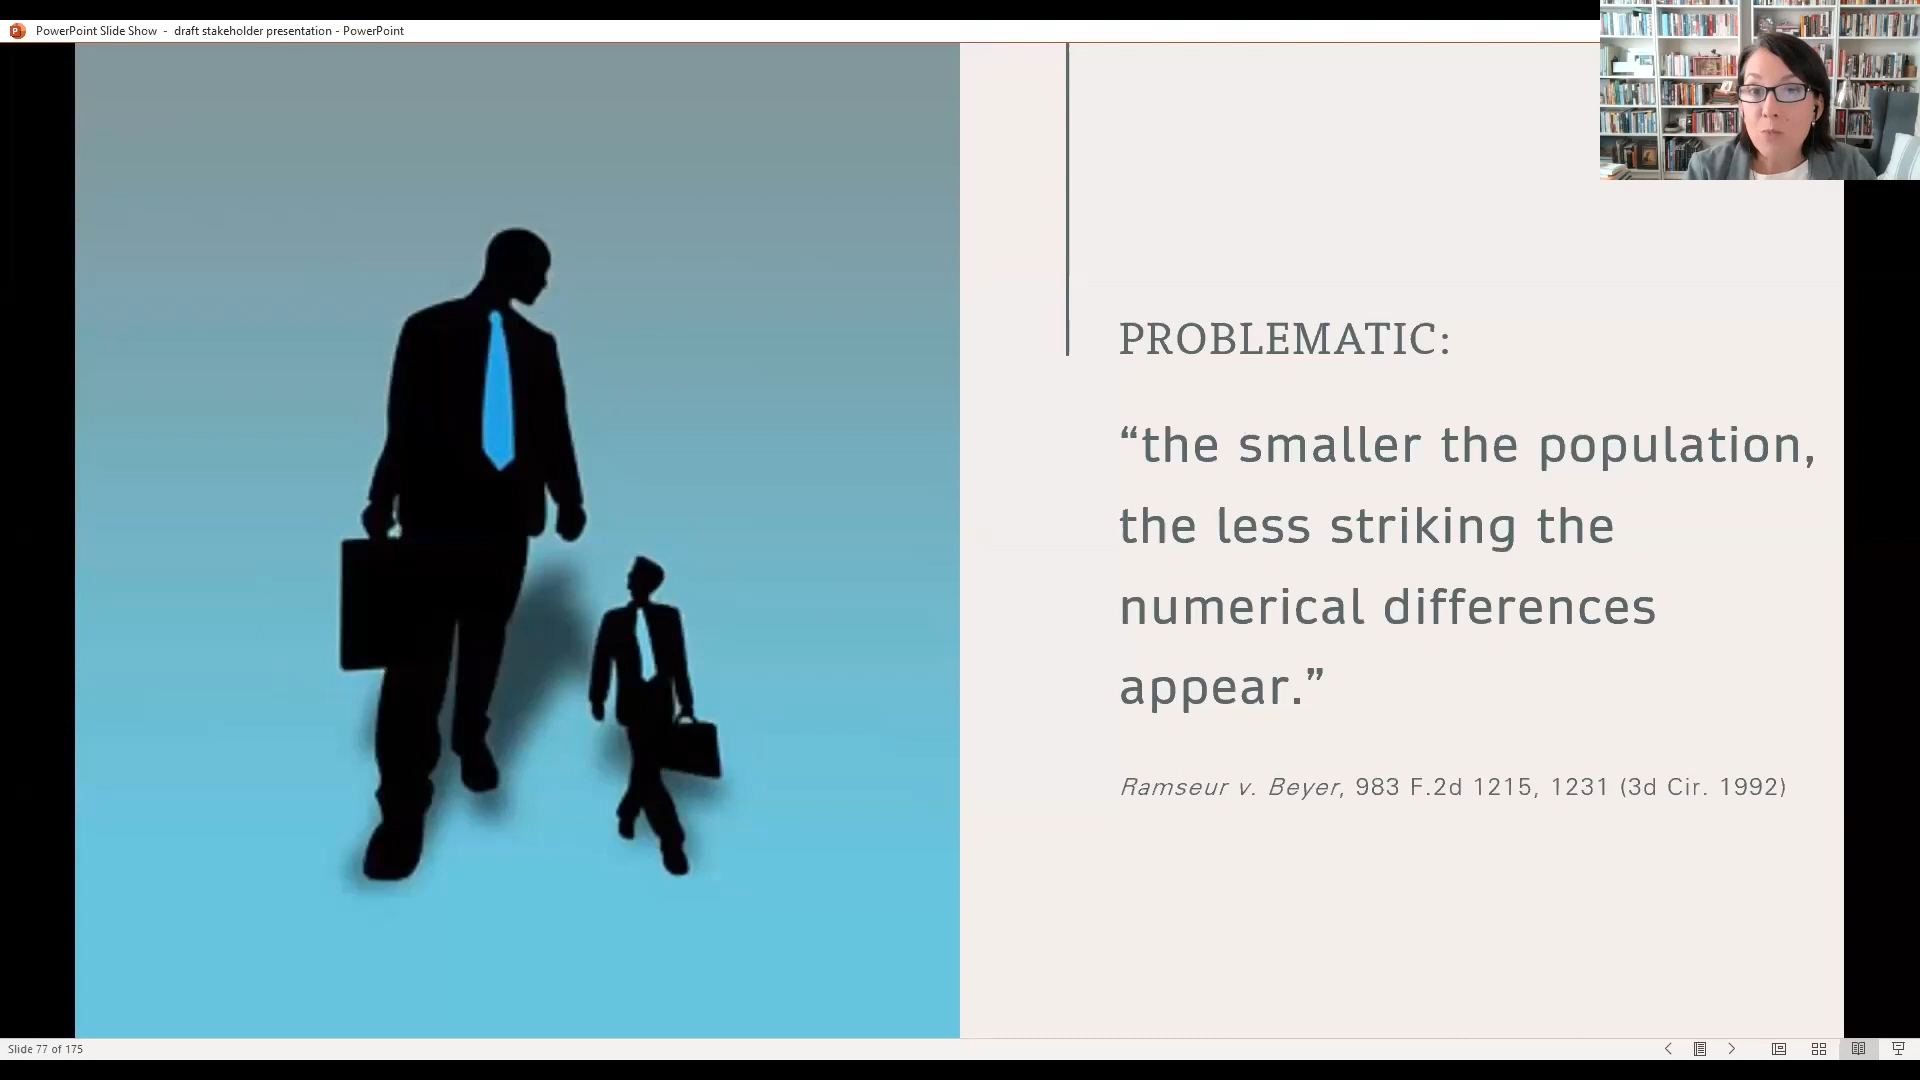 PowerPoint Slide Show - draft stakeholder presentation - PowerPoint
PROBLEMATIC:
“the smaller the population,
the less striking the
numerical differences
appear.”
Ramseur v. Beyer, 983 F.2d 1215, 1231 (3d Cir. 1992)
Slide 77 of 175